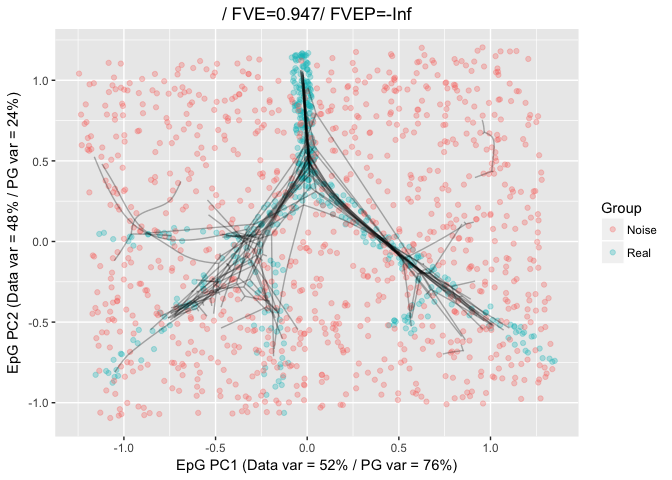 / FVE=0.947/ FVEP=-Inf
EpG PC2 (Data var = 48% / PG var = 24%)
1.0
0.5
0.0
-0.5
-1.0
-1.0 -0.5 0.0 0.5 1.0
EpG PC1 (Data var = 52% / PG var = 76%)
Group
Noise
Real